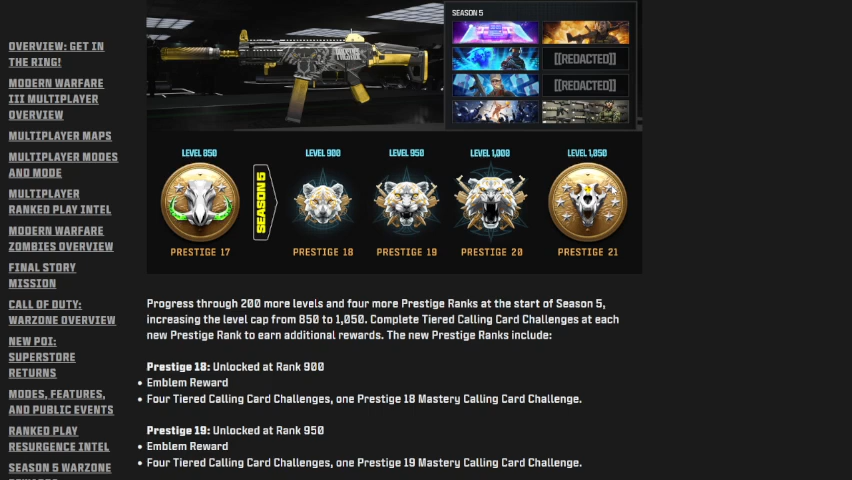 OVERVIEW: GET IN
THE RING!
MODERN WARFARE
III MULTIPLAYER
OVERVIEW
MULTIPLAYER MAPS
MULTIPLAYER MODES
AND MODE
MULTIPLAYER
RANKED PLAY INTEL
MODERN WARFARE
ZOMBIES OVERVIEW
FINAL STORY
MISSION
CALL OF DUTY:
WARZONE OVERVIEW
NEW POI:
SUPERSTORE
RETURNS
MODES, FEATURES,
AND PUBLIC EVENTS
RANKED PLAY
RESURGENCE INTEL
SEASON 5 WARZONE
SEASON 5
[[REDACTED]]
[[REDACTED]]
LEVEL 850
LEVEL 900
LEVEL 950
LEVEL 1,000
LEVEL 1,050
SEASON 5
PRESTIGE 17
PRESTIGE 18
PRESTIGE 19
PRESTIGE 20
PRESTIGE 21
Progress through 200 more levels and four more Prestige Ranks at the start of Season 5,
increasing the level cap from 850 to 1,050. Complete Tiered Calling Card Challenges at each
new Prestige Rank to earn additional rewards. The new Prestige Ranks include:
Prestige 18: Unlocked at Rank 900
• Emblem Reward
• Four Tiered Calling Card Challenges, one Prestige 18 Mastery Calling Card Challenge.
Prestige 19: Unlocked at Rank 950
• Emblem Reward
• Four Tiered Calling Card Challenges, one Prestige 19 Mastery Calling Card Challenge.